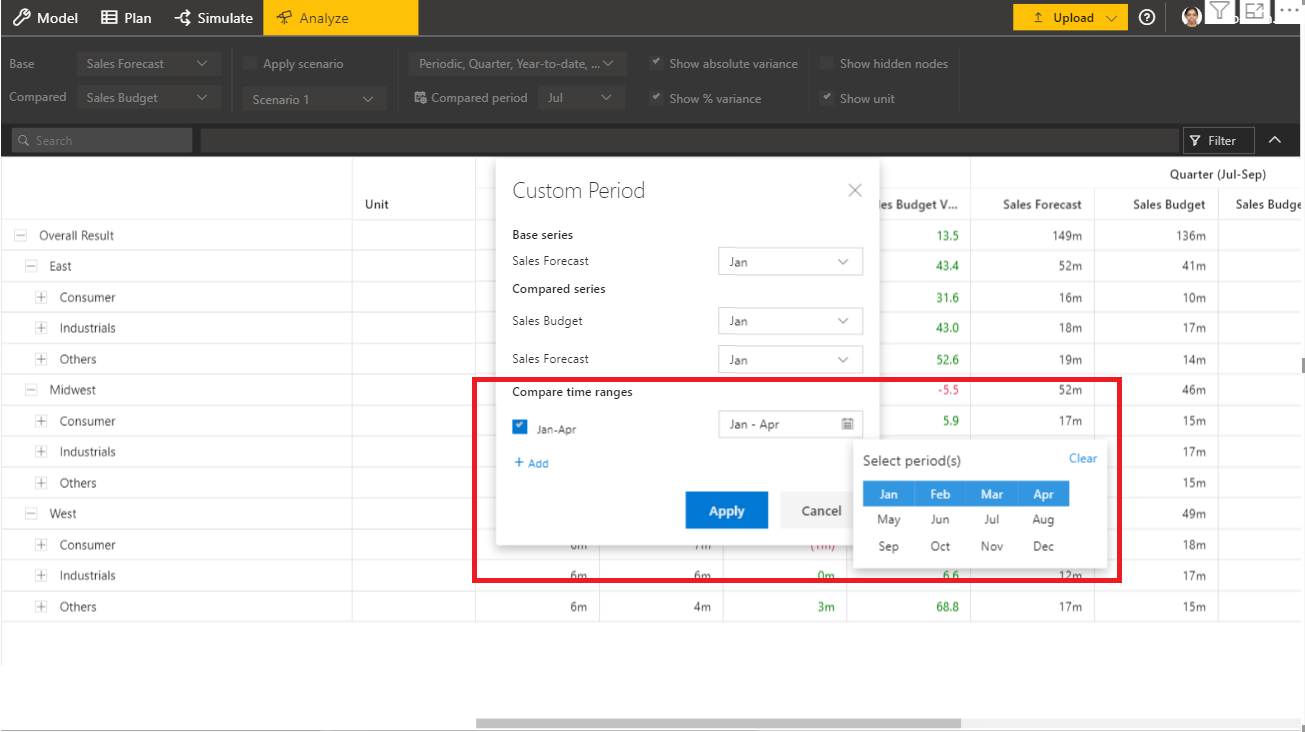 Model Plan Simulate Analyze Upload
Base Sales Forecast Apply scenario Periodic, Quarter, Year-to-date, ... Show absolute variance Show hidden nodes
Compared Sales Budget Scenario 1 Compared period Jul Show % variance Show unit
Search Filter
Quarter (Jul-Sep)
Unit Budget V... Sales Forecast Sales Budget Sales Budge
Overall Result 13.5 149m 136m
East 43.4 52m 41m
Consumer 31.6 16m 10m
Industrials 43.0 18m 17m
Others 52.6 19m 14m
Midwest -5.5 52m 46m
Consumer 5.9 17m 15m
Industrials 17m
Others 15m
West 49m
Consumer 0m 7m (1m) 18m
Industrials 6m 6m 0m 6.6 12m 17m
Others 6m 4m 3m 68.8 17m 15m
Custom Period
Base series
Sales Forecast Jan
Compared series
Sales Budget Jan
Sales Forecast Jan
Compare time ranges
Jan-Apr Jan - Apr
+ Add
Apply Cancel
Select period(s) Clear
Jan Feb Mar Apr
May Jun Jul Aug
Sep Oct Nov Dec